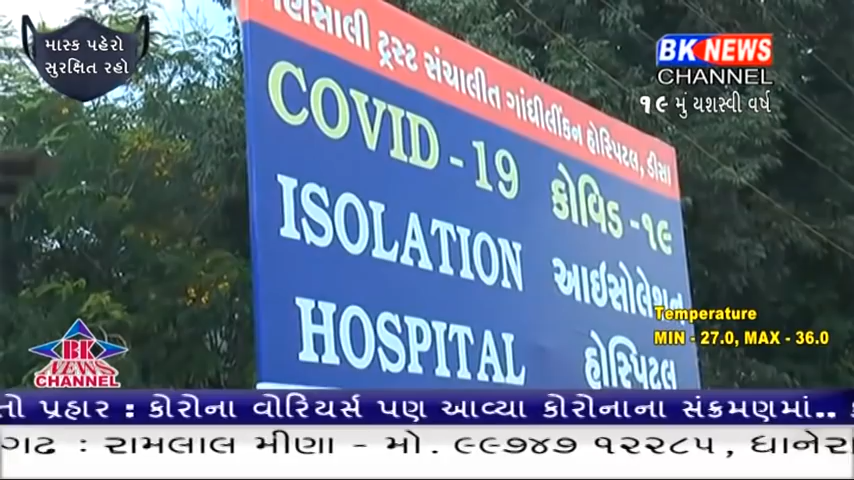 માસ્ક પહેરો
સુરક્ષિત રહો
BK NEWS
CHANNEL
૧૯ મું યશસ્વી વર્ષ
ટ્રસ્ટ સંચાલીત ગાંધીલીંકન હોસ્પિટલ, ડીસા
COVID - 19
કોવિડ - ૧૯
ISOLATION
આઈસોલેશન
HOSPITAL
હોસ્પિટલ
Temperature
MIN - 27.0, MAX - 36.0
BK
NEWS
CHANNEL
પ્રહાર : કોરોના વોરિયર્સ પણ આવ્યા કોરોનાના સંક્રમણમાં..
ગઢ : રામલાલ મીણા - મો. ૯૯૭૪૭ ૧૨૨૮૫,